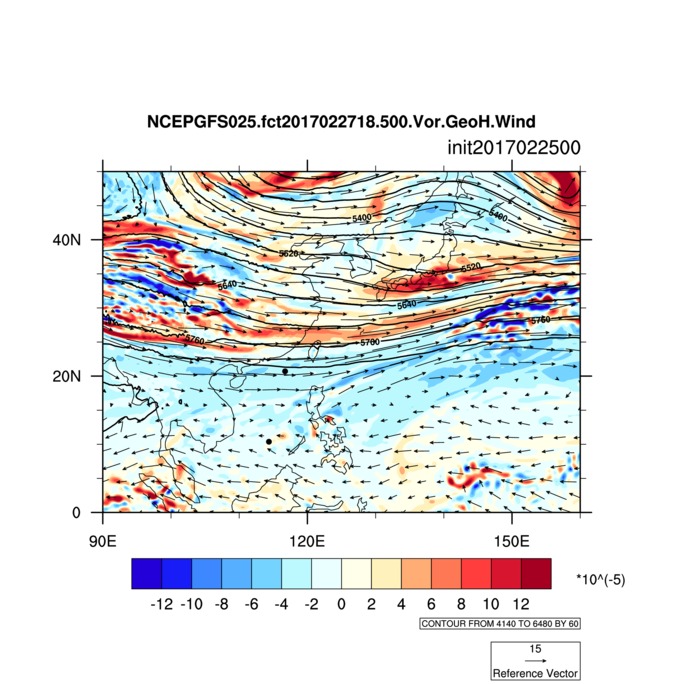 NCEPGFS025.fct2017022718.500.Vor.GeoH.Wind
init2017022500
5400
5460
40N
5520
5520
5640
5640
5760
5760
5700
20N
0
90E 120E 150E
-12 -10 -8 -6 -4 -2 0 2 4 6 8 10 12
*10^(-5)
CONTOUR FROM 4140 TO 6480 BY 60
15
Reference Vector